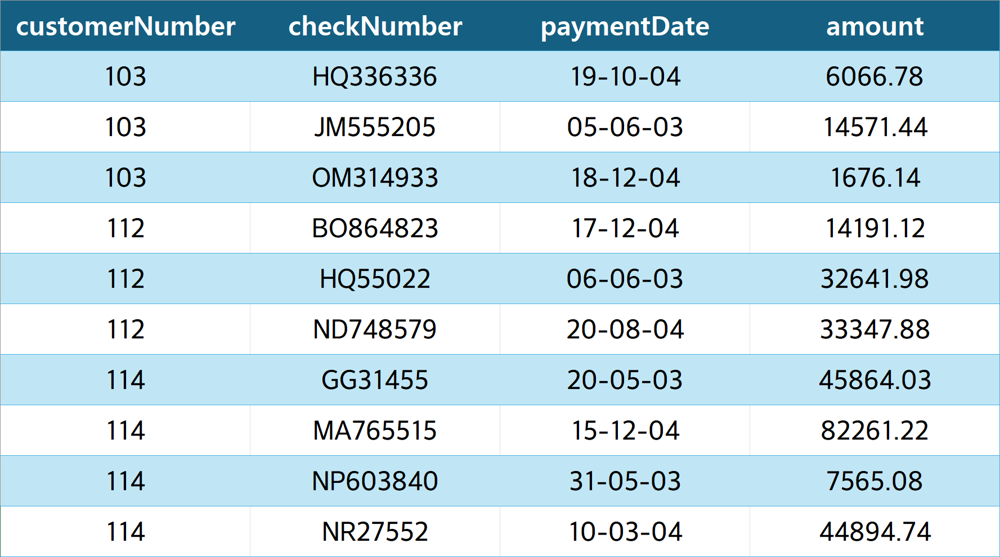 customerNumber checkNumber paymentDate amount
103 HQ336336 19-10-04 6066.78
103 JM555205 05-06-03 14571.44
103 OM314933 18-12-04 1676.14
112 BO864823 17-12-04 14191.12
112 HQ55022 06-06-03 32641.98
112 ND748579 20-08-04 33347.88
114 GG31455 20-05-03 45864.03
114 MA765515 15-12-04 82261.22
114 NP603840 31-05-03 7565.08
114 NR27552 10-03-04 44894.74